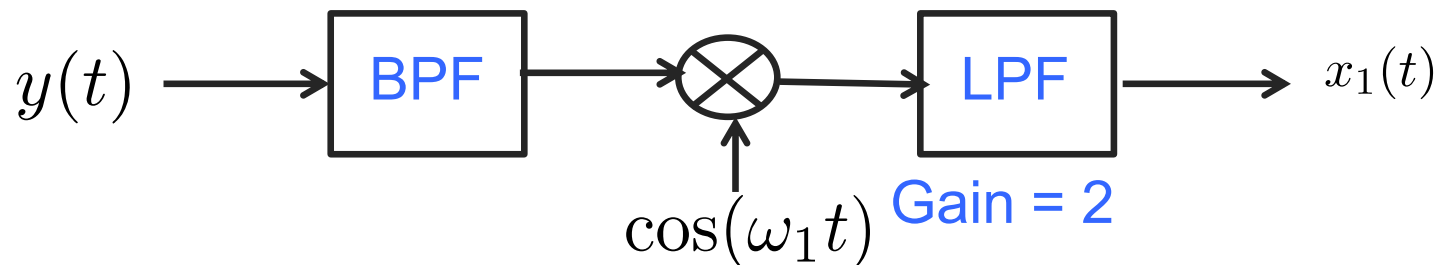 y(t) BPF LPF x₁(t)
Gain = 2
cos(ω₁t)